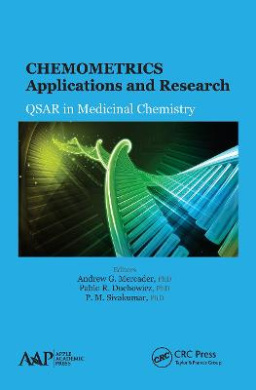 CHEMOMETRICS
Applications and Research
QSAR in Medicinal Chemistry
Editors
Andrew G. Mercader, PhD
Pablo R. Duchowicz, PhD
P. M. Sivakumar, PhD
AAP
APPLE
ACADEMIC
PRESS
CRC Press
Taylor & Francis Group